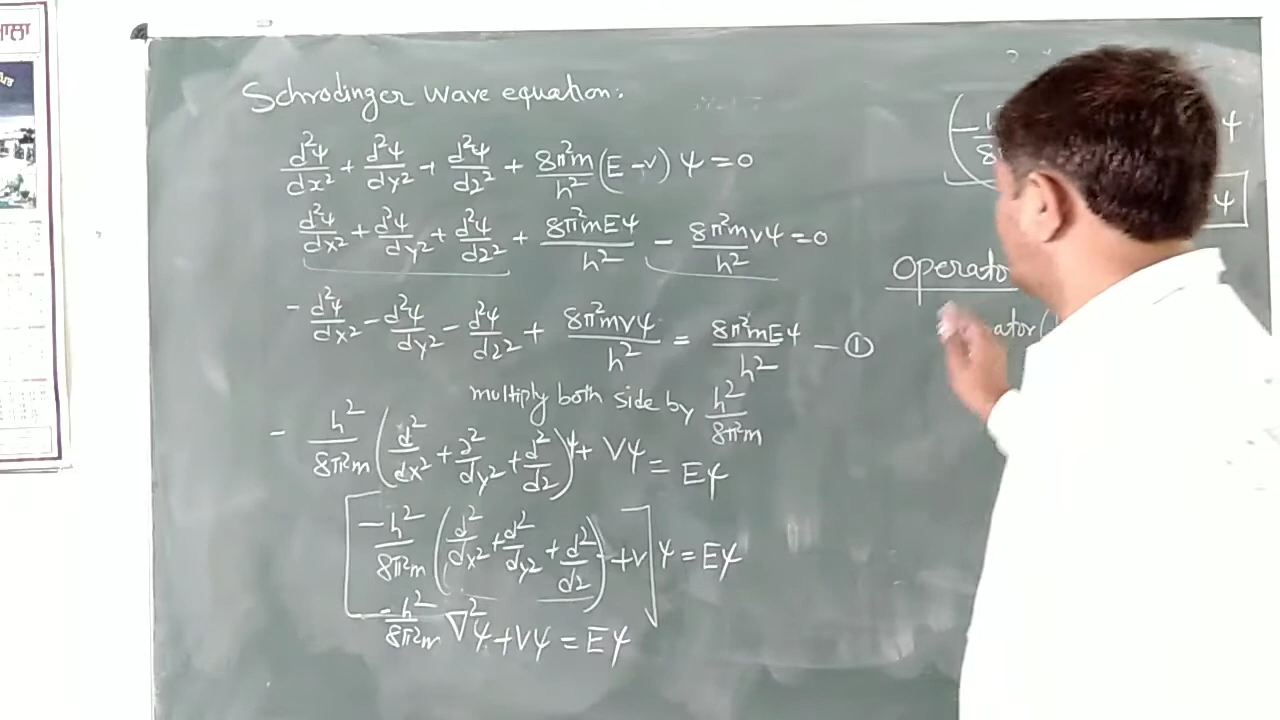 ਮਾਲਾ
Schrodinger wave equation:
d²ψ/dx² + d²ψ/dy² + d²ψ/dz² + 8π²m/h² (E - v) ψ = 0
d²ψ/dx² + d²ψ/dy² + d²ψ/dz² + 8π²mEψ/h² - 8π²mvψ/h² = 0
- d²ψ/dx² - d²ψ/dy² - d²ψ/dz² + 8π²mvψ/h² = 8π²mEψ/h² - ①
multiply both side by h²/8π²m
- h²/8π²m (d²/dx² + d²/dy² + d²/dz) ψ + Vψ = Eψ
[-h²/8π²m (d²/dx² + d²/dy² + d²/dz) + v] ψ = Eψ
-h²/8π²m ∇²ψ + Vψ = Eψ
ψ
ψ